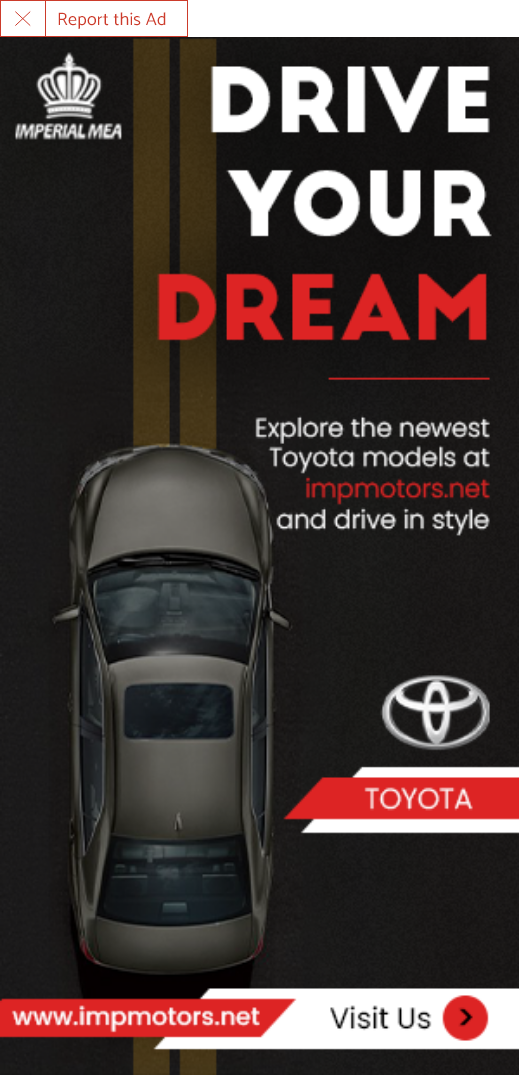 Report this Ad
IMPERIAL MEA
DRIVE
YOUR
DREAM
Explore the newest
Toyota models at
impmotors.net
and drive in style
TOYOTA
www.impmotors.net
Visit Us